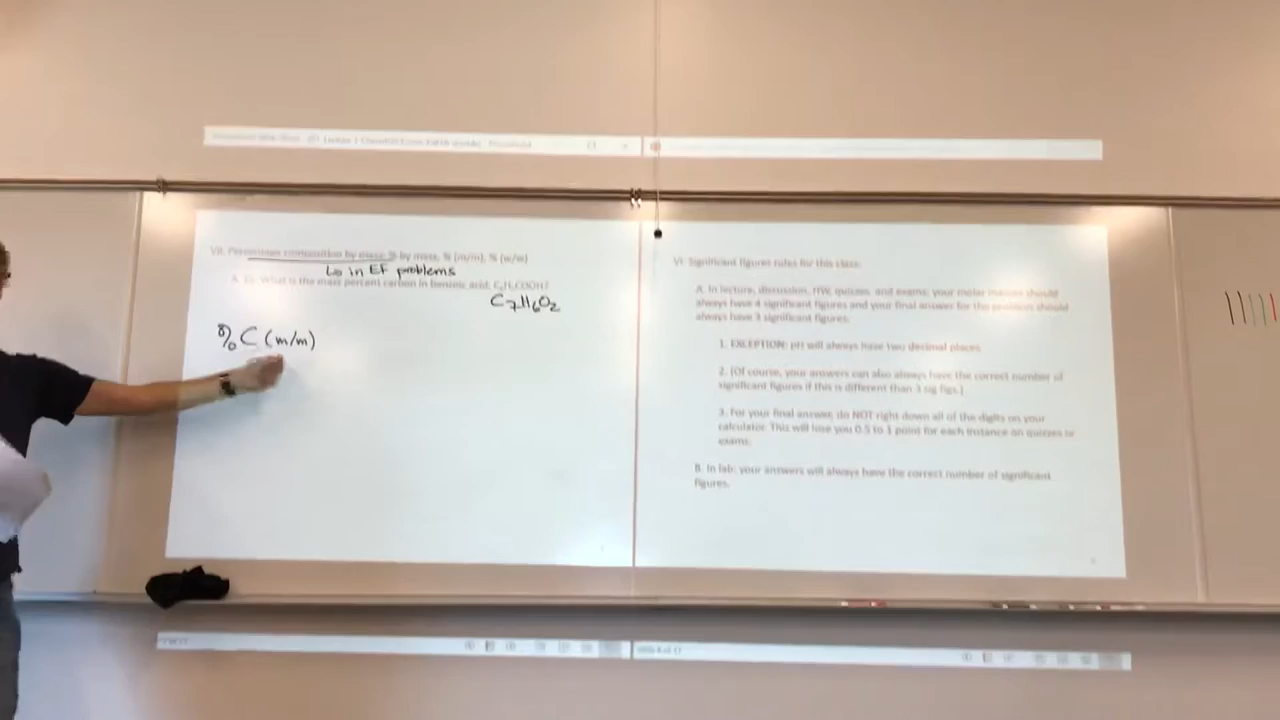 VII. Percentage composition by mass, % by mass, % (m/m), % (w/w)
↳ in EF problems
A. Ex. What is the mass percent carbon in benzoic acid, C₆H₅COOH?
C₇H₆O₂
% C (m/m)
VI. Significant figures rules for this class:
A. In lecture, discussion, HW, quizzes, and exams, your molar masses should
always have 4 significant figures and your final answer for the problem should
always have 3 significant figures.
1. EXCEPTION: pH will always have two decimal places
2. [Of course, your answers can also always have the correct number of
significant figures if this is different than 3 sig figs.]
3. For your final answer, do NOT right down all of the digits on your
calculator. This will lose you 0.5 to 1 point for each instance on quizzes or
exams.
B. In lab: your answers will always have the correct number of significant
figures.